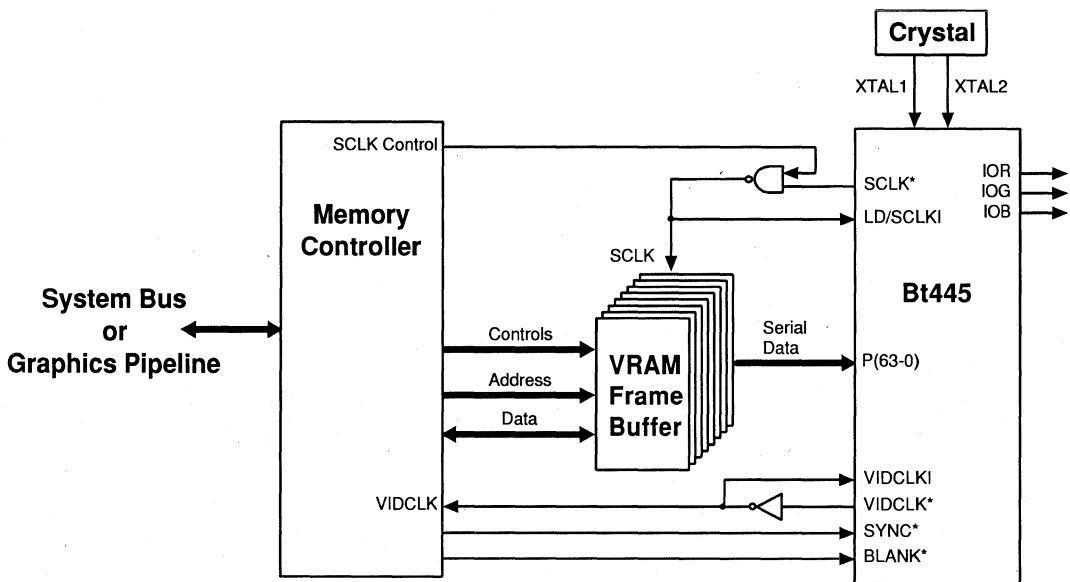 Crystal
XTAL1
XTAL2
SCLK Control
SCLK*
IOR
IOG
IOB
Memory
Controller
LD/SCLKI
SCLK
Bt445
System Bus
or
Graphics Pipeline
Controls
Serial
Data
VRAM
Frame
Buffer
P(63-0)
Address
Data
VIDCLKI
VIDCLK
VIDCLK*
SYNC*
BLANK*